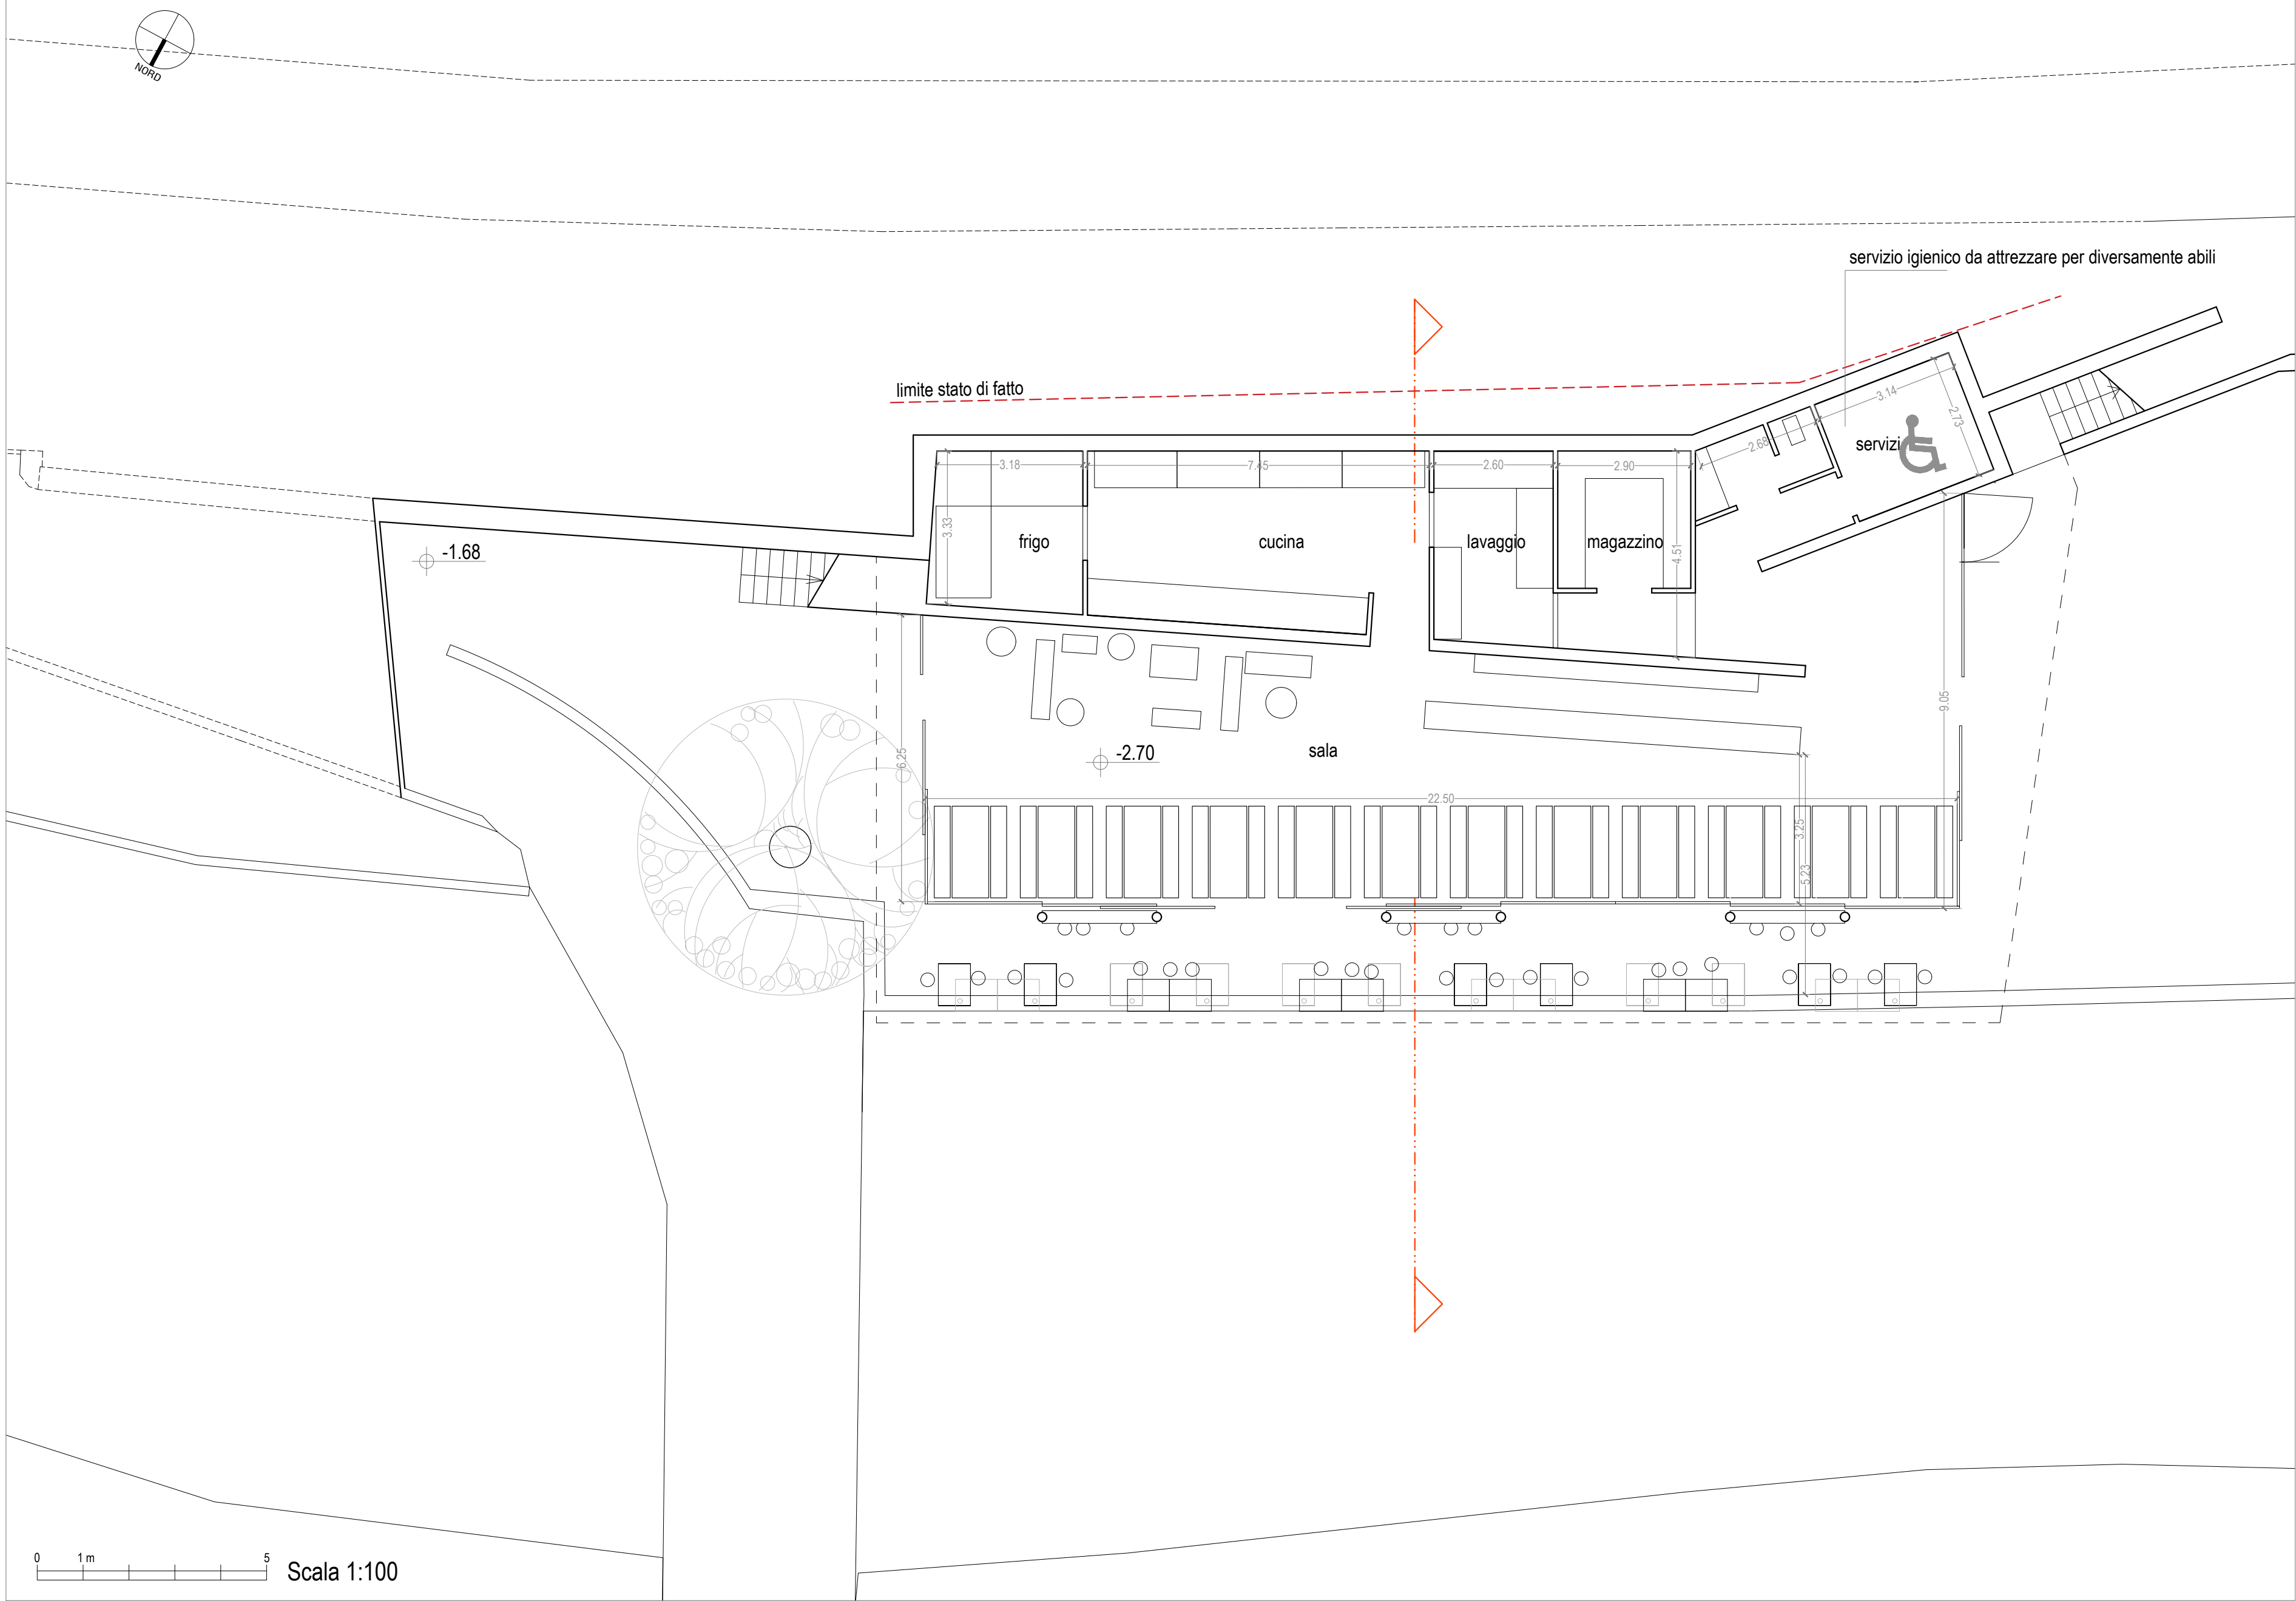 NORD
servizio igienico da attrezzare per diversamente abili
limite stato di fatto
3.14
2.73
2.68
servizi
3.18
7.45
2.60
2.90
3.33
frigo
cucina
lavaggio
magazzino
4.51
-1.68
9.05
6.25
-2.70
sala
22.50
3.25
5.23
0 1 m 5
Scala 1:100